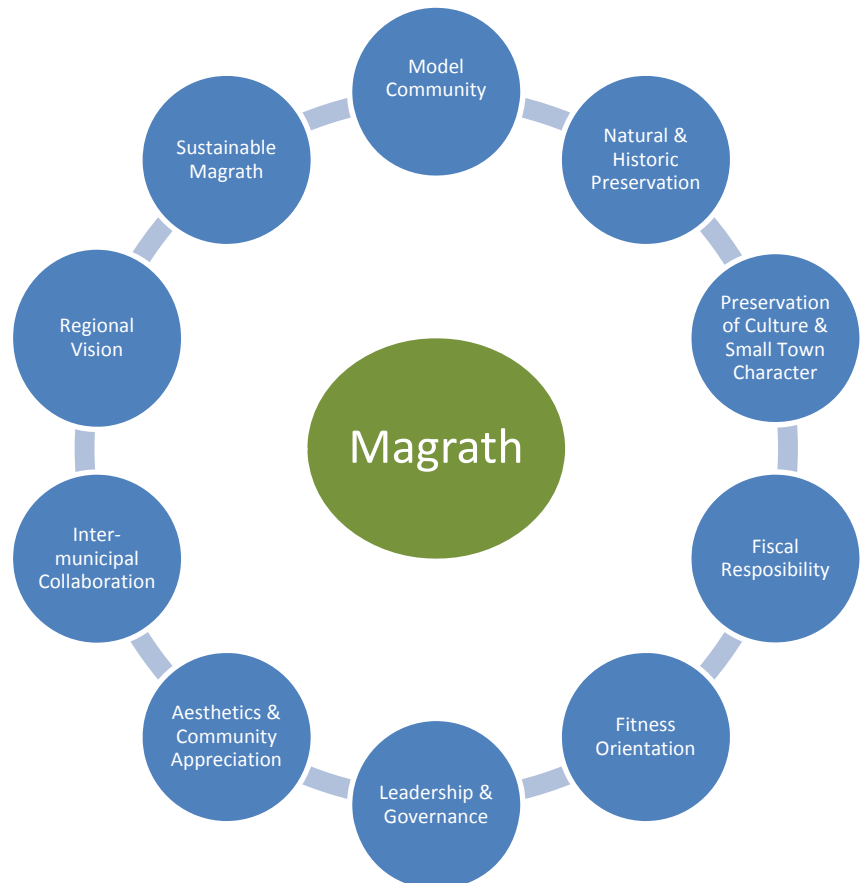 Model
Community
Natural &
Historic
Preservation
Preservation
of Culture &
Small Town
Character
Fiscal
Resposibility
Fitness
Orientation
Leadership &
Governance
Aesthetics &
Community
Appreciation
Inter-
municipal
Collaboration
Regional
Vision
Sustainable
Magrath
Magrath